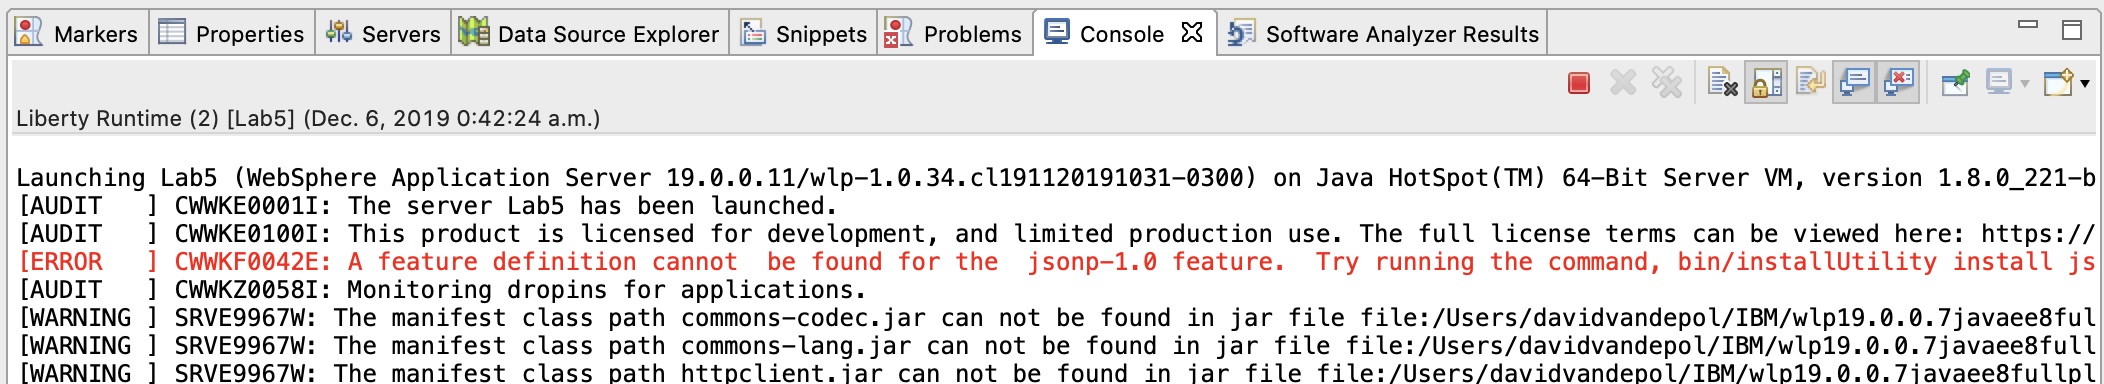 Markers Properties Servers Data Source Explorer Snippets Problems Console Software Analyzer Results
Liberty Runtime (2) [Lab5] (Dec. 6, 2019 0:42:24 a.m.)
Launching Lab5 (WebSphere Application Server 19.0.0.11/wlp-1.0.34.cl191120191031-0300) on Java HotSpot(TM) 64-Bit Server VM, version 1.8.0_221-b
[AUDIT   ] CWWKE0001I: The server Lab5 has been launched.
[AUDIT   ] CWWKE0100I: This product is licensed for development, and limited production use. The full license terms can be viewed here: https://
[ERROR   ] CWWKF0042E: A feature definition cannot  be found for the  jsonp-1.0 feature.  Try running the command, bin/installUtility install js
[AUDIT   ] CWWKZ0058I: Monitoring dropins for applications.
[WARNING ] SRVE9967W: The manifest class path commons-codec.jar can not be found in jar file file:/Users/davidvandepol/IBM/wlp19.0.0.7javaee8ful
[WARNING ] SRVE9967W: The manifest class path commons-lang.jar can not be found in jar file file:/Users/davidvandepol/IBM/wlp19.0.0.7javaee8full
[WARNING ] SRVE9967W: The manifest class path httpclient.jar can not be found in jar file file:/Users/davidvandepol/IBM/wlp19.0.0.7javaee8fullpl